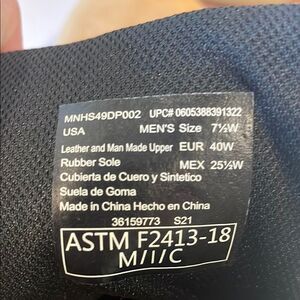 MNHS49DP002 UPC# 0605388391322
USA MEN'S Size 7½W
Leather and Man Made Upper EUR 40W
Rubber Sole MEX 25½W
Cubierta de Cuero y Sintetico
Suela de Goma
Made in China Hecho en China
36159773 S21
ASTM F2413-18
M/I/C